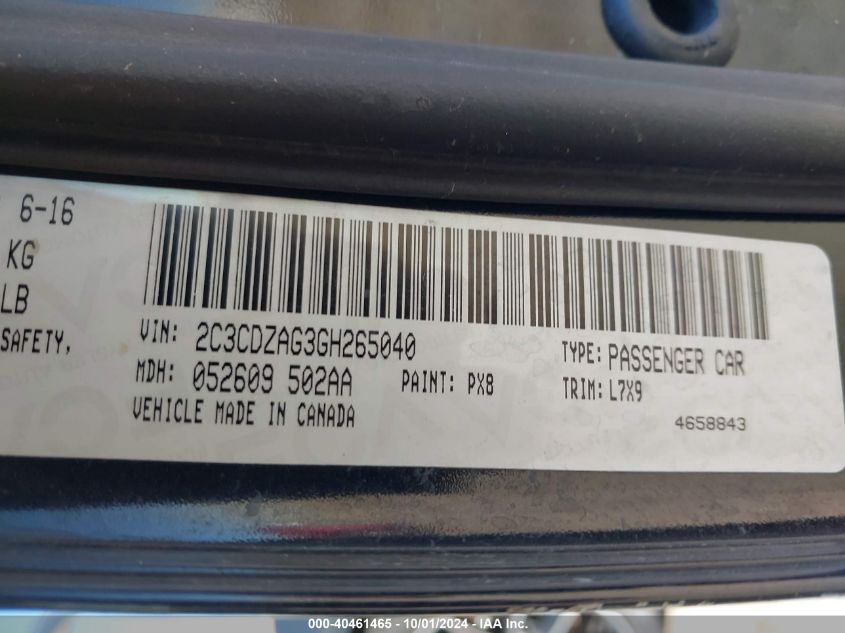 6-16
KG
LB
SAFETY,
VIN: 2C3CDZAG3GH265040
TYPE: PASSENGER CAR
MDH: 052609 502AA
PAINT: PX8
TRIM: L7X9
VEHICLE MADE IN CANADA
4658843
000-40461465 - 10/01/2024 - IAA Inc.